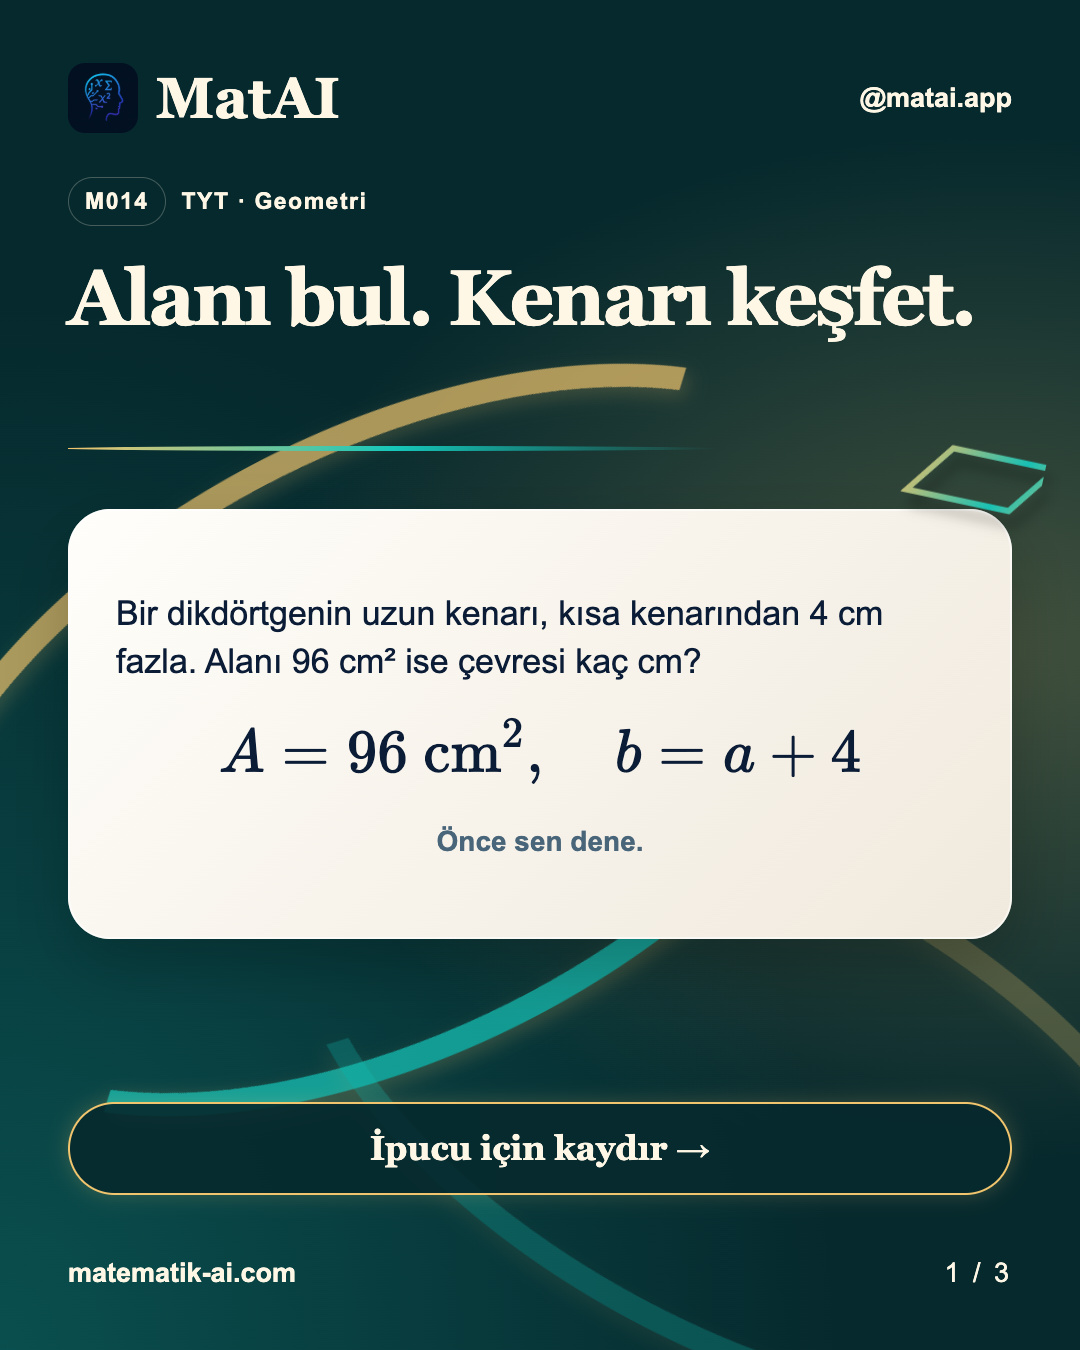 MatAI
@matai.app
M014 TYT · Geometri
Alanı bul. Kenarı keşfet.
Bir dikdörtgenin uzun kenarı, kısa kenarından 4 cm
fazla. Alanı 96 cm² ise çevresi kaç cm?
A = 96 cm², b = a + 4
Önce sen dene.
İpucu için kaydır →
matematik-ai.com
1 / 3